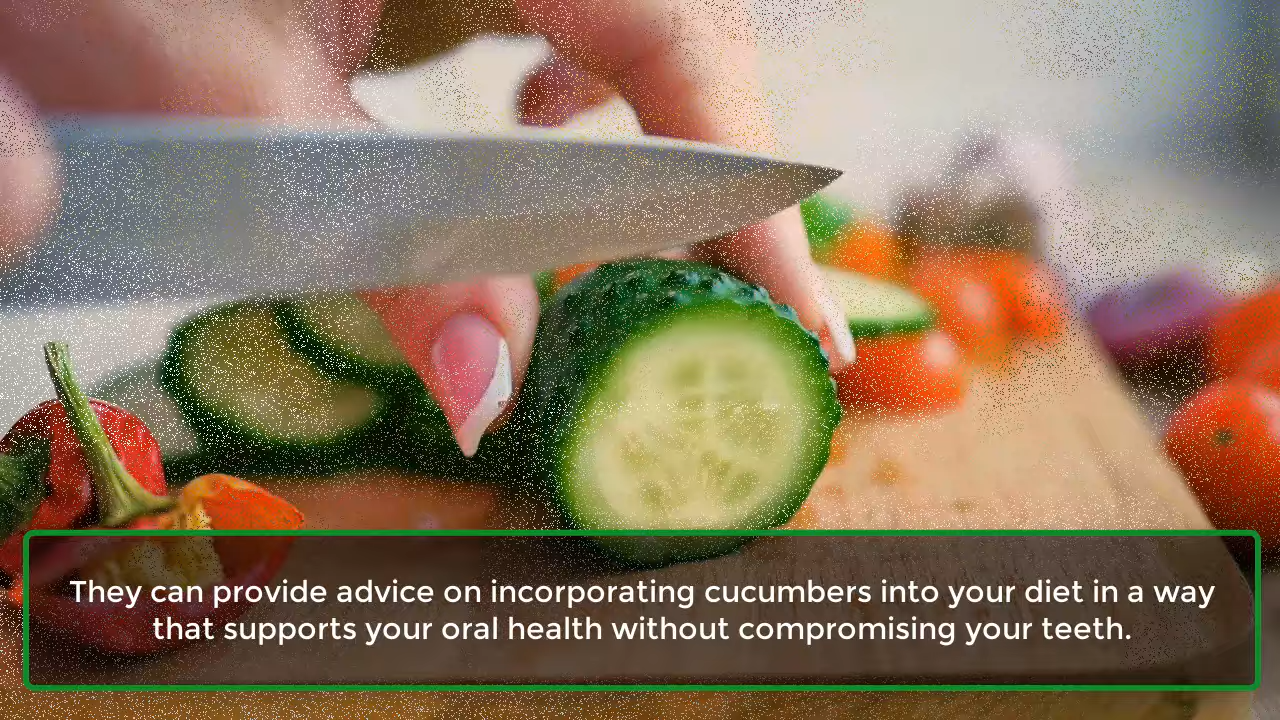 They can provide advice on incorporating cucumbers into your diet in a way
that supports your oral health without compromising your teeth.